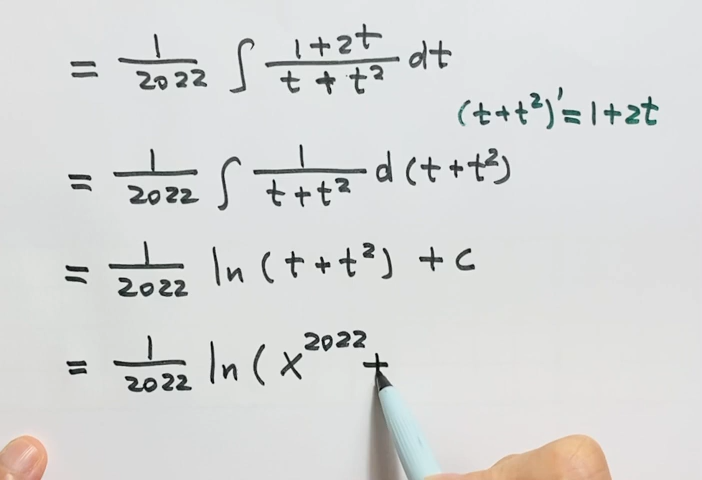 = 1/2022 ∫ (1+2t)/(t+t²) dt
(t+t²)'=1+2t
= 1/2022 ∫ 1/(t+t²) d(t+t²)
= 1/2022 ln(t+t²) +c
= 1/2022 ln(x²⁰²² +